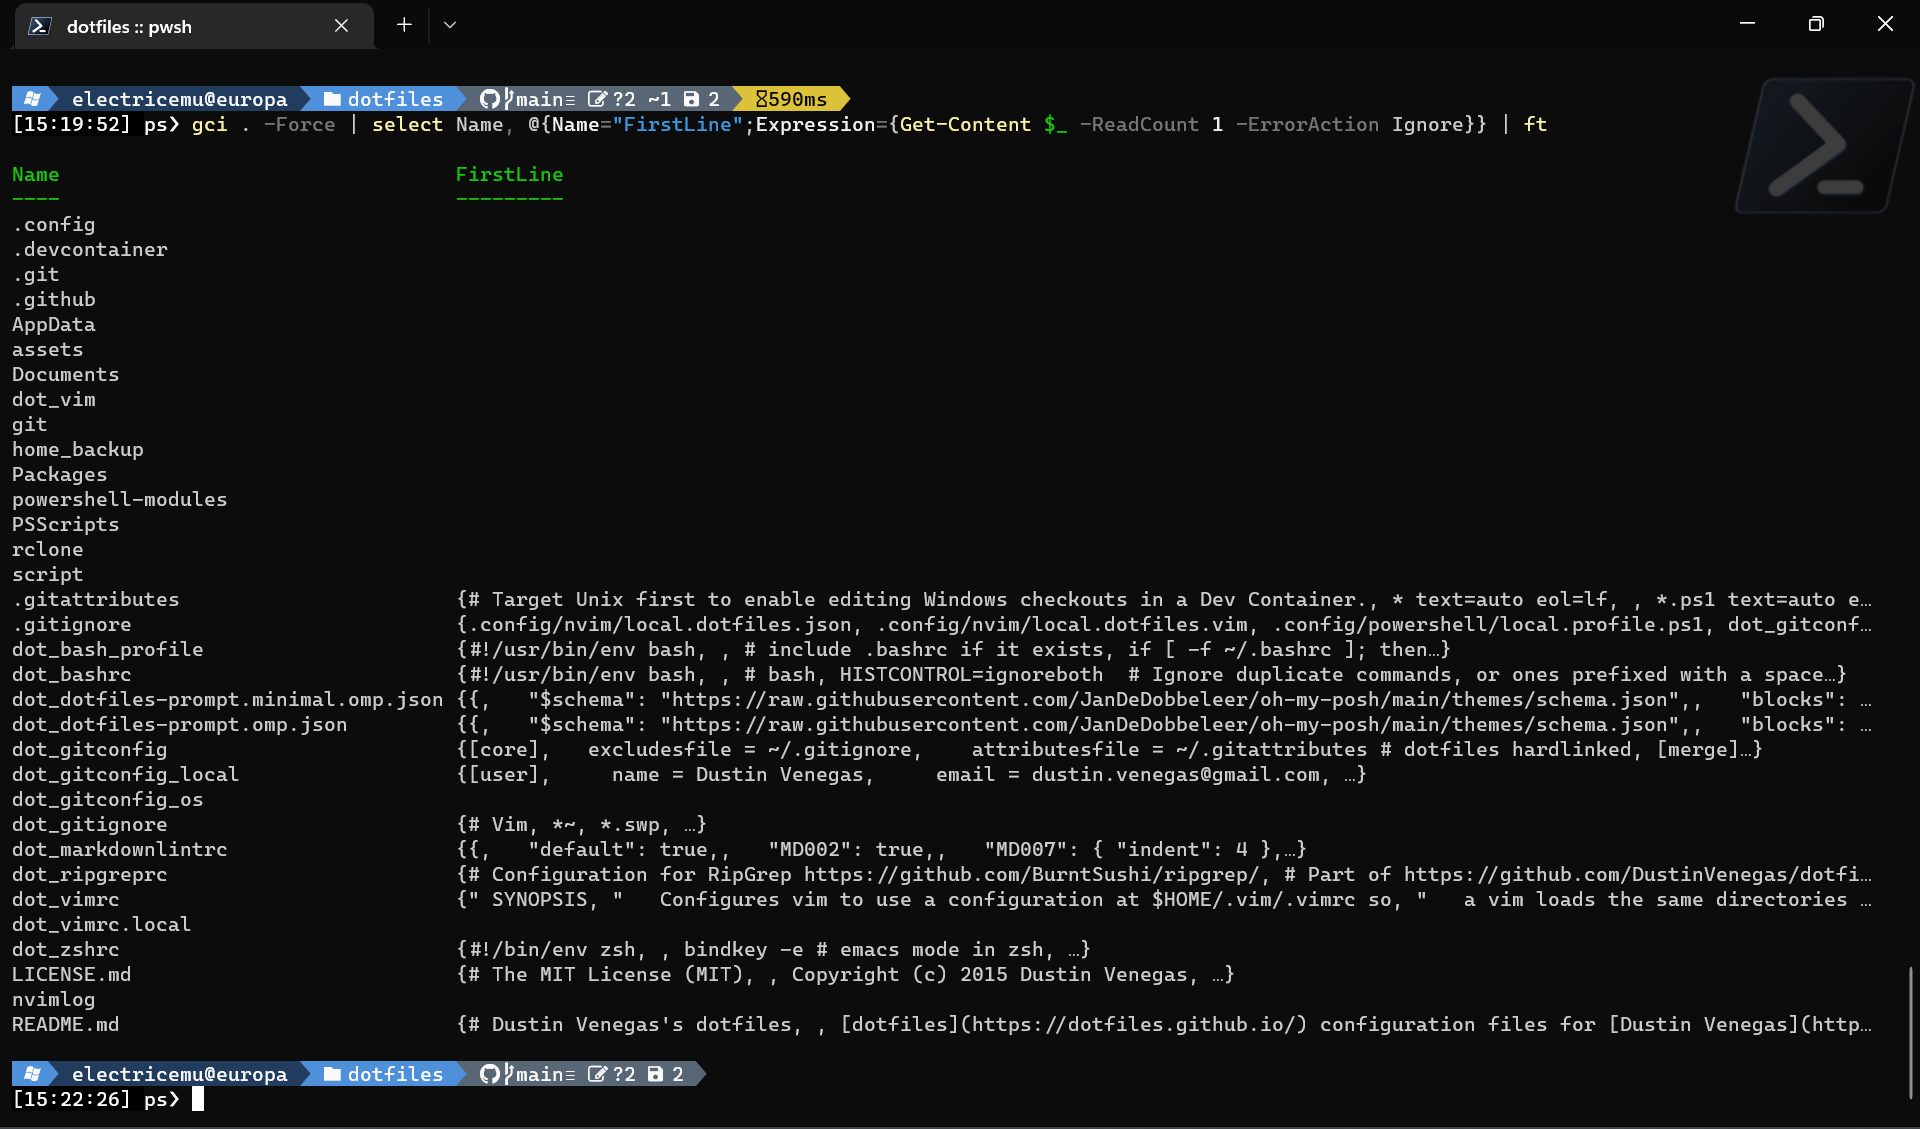 dotfiles :: pwsh
electricemu@europa dotfiles main≡ ?2 ~1 2 590ms
[15:19:52] ps❯ gci . -Force | select Name, @{Name="FirstLine";Expression={Get-Content $_ -ReadCount 1 -ErrorAction Ignore}} | ft
Name FirstLine
---- ---------
.config
.devcontainer
.git
.github
AppData
assets
Documents
dot_vim
git
home_backup
Packages
powershell-modules
PSScripts
rclone
script
.gitattributes {# Target Unix first to enable editing Windows checkouts in a Dev Container., * text=auto eol=lf, , *.ps1 text=auto e…
.gitignore {.config/nvim/local.dotfiles.json, .config/nvim/local.dotfiles.vim, .config/powershell/local.profile.ps1, dot_gitconf…
dot_bash_profile {#!/usr/bin/env bash, , # include .bashrc if it exists, if [ -f ~/.bashrc ]; then…}
dot_bashrc {#!/usr/bin/env bash, , # bash, HISTCONTROL=ignoreboth  # Ignore duplicate commands, or ones prefixed with a space…}
dot_dotfiles-prompt.minimal.omp.json {{,   "$schema": "https://raw.githubusercontent.com/JanDeDobbeleer/oh-my-posh/main/themes/schema.json",,   "blocks": …
dot_dotfiles-prompt.omp.json {{,   "$schema": "https://raw.githubusercontent.com/JanDeDobbeleer/oh-my-posh/main/themes/schema.json",,   "blocks": …
dot_gitconfig {[core],   excludesfile = ~/.gitignore,    attributesfile = ~/.gitattributes # dotfiles hardlinked, [merge]…}
dot_gitconfig_local {[user],     name = Dustin Venegas,     email = dustin.venegas@gmail.com, …}
dot_gitconfig_os
dot_gitignore {# Vim, *~, *.swp, …}
dot_markdownlintrc {{,   "default": true,,   "MD002": true,,   "MD007": { "indent": 4 },…}
dot_ripgreprc {# Configuration for RipGrep https://github.com/BurntSushi/ripgrep/, # Part of https://github.com/DustinVenegas/dotfi…
dot_vimrc {" SYNOPSIS, "   Configures vim to use a configuration at $HOME/.vim/.vimrc so, "   a vim loads the same directories …
dot_vimrc.local
dot_zshrc {#!/bin/env zsh, , bindkey -e # emacs mode in zsh, …}
LICENSE.md {# The MIT License (MIT), , Copyright (c) 2015 Dustin Venegas, …}
nvimlog
README.md {# Dustin Venegas's dotfiles, , [dotfiles](https://dotfiles.github.io/) configuration files for [Dustin Venegas](http…
electricemu@europa dotfiles main≡ ?2 2
[15:22:26] ps❯